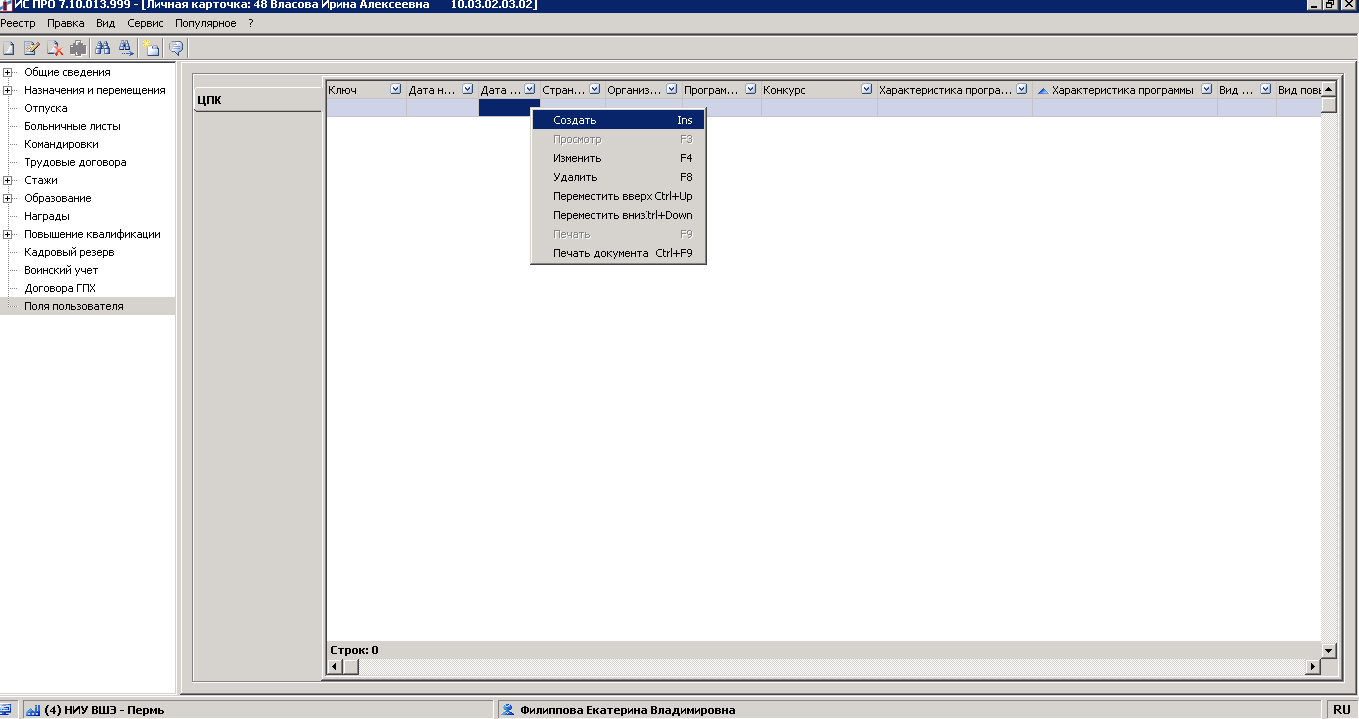 ИС ПРО 7.10.013.999 - [Личная карточка: 48 Власова Ирина Алексеевна 10.03.02.03.02]
Реестр Правка Вид Сервис Популярное ?
Общие сведения
Назначения и перемещения
Отпуска
Больничные листы
Командировки
Трудовые договора
Стажи
Образование
Награды
Повышение квалификации
Кадровый резерв
Воинский учет
Договора ГПХ
Поля пользователя
ЦПК
Ключ Дата н... Дата ... Стран... Организ... Програм... Конкурс Характеристика програ... Характеристика программы Вид ... Вид повы
Создать Ins
Просмотр F3
Изменить F4
Удалить F8
Переместить вверх Ctrl+Up
Переместить вниз trl+Down
Печать F9
Печать документа Ctrl+F9
Строк: 0
(4) НИУ ВШЭ - Пермь
Филиппова Екатерина Владимировна
RU